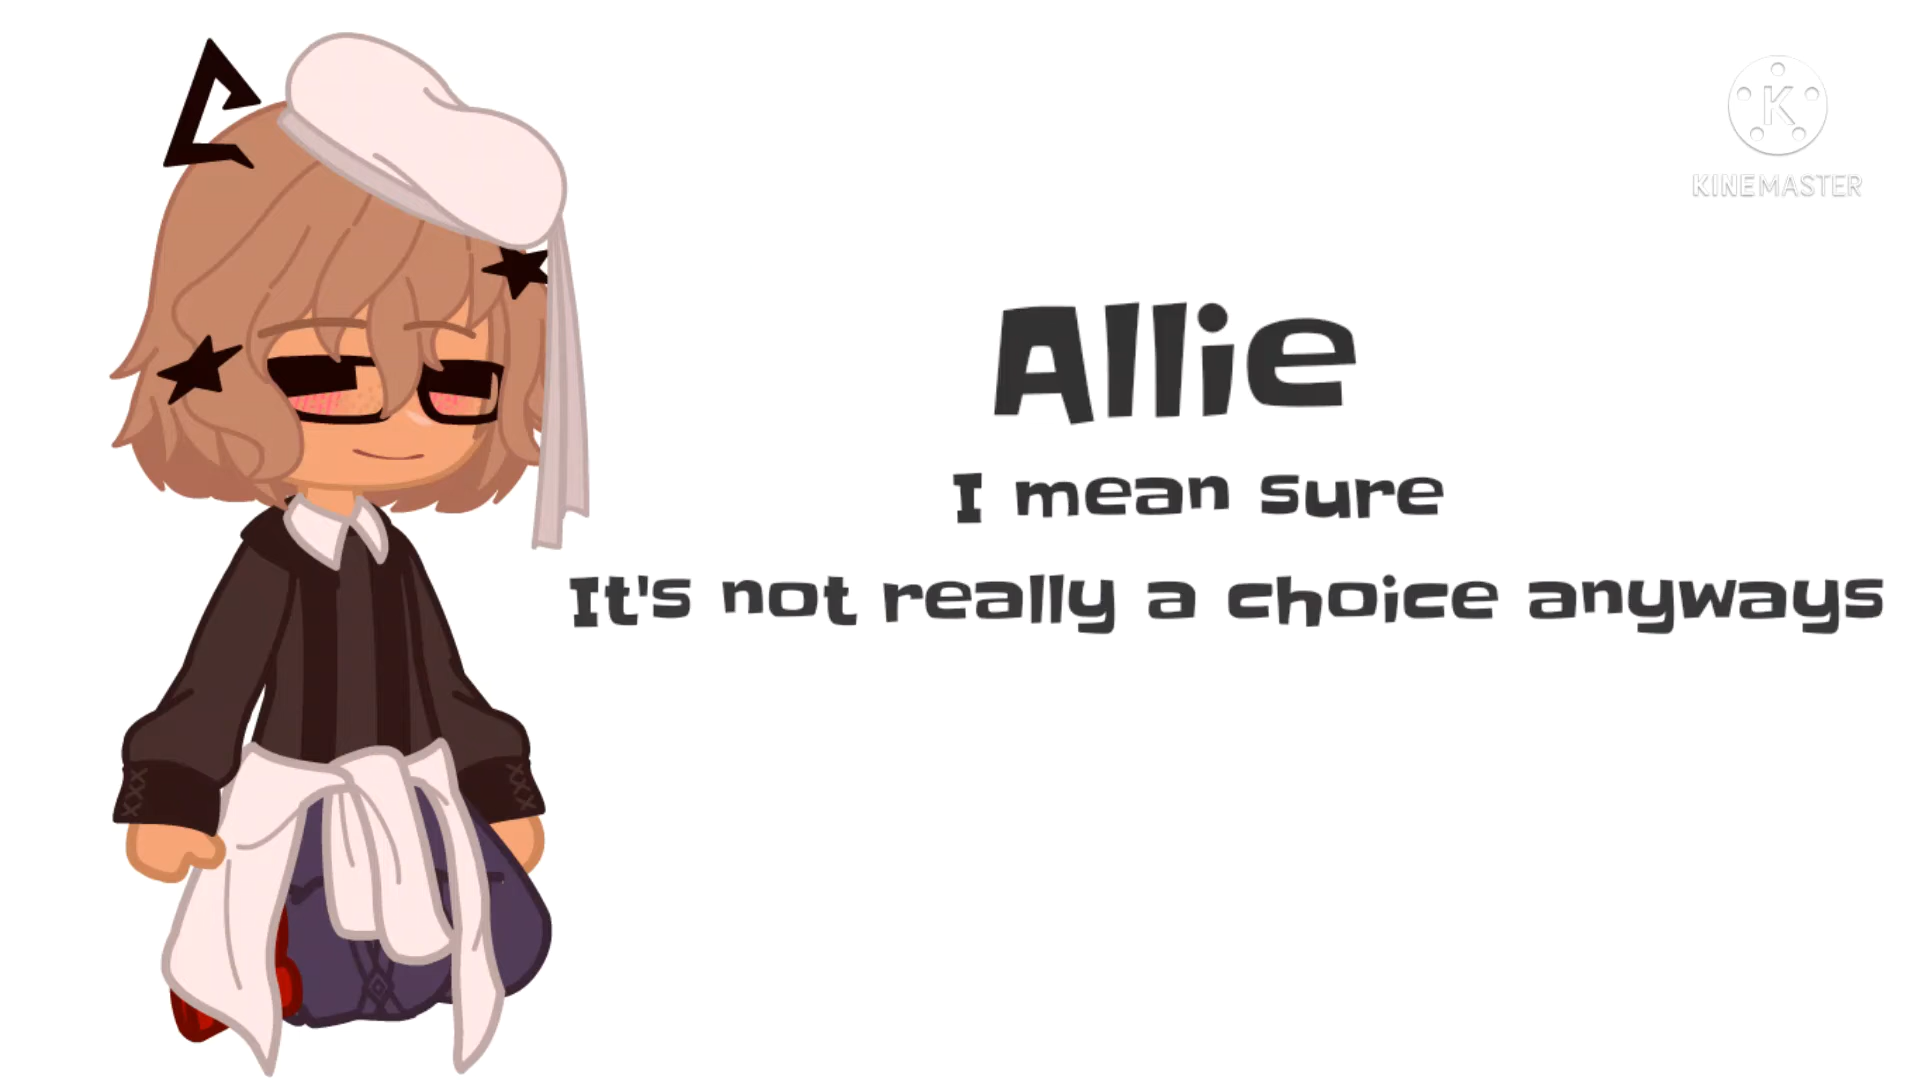 K
KINEMASTER
Allie
I mean sure
It's not really a choice anyways